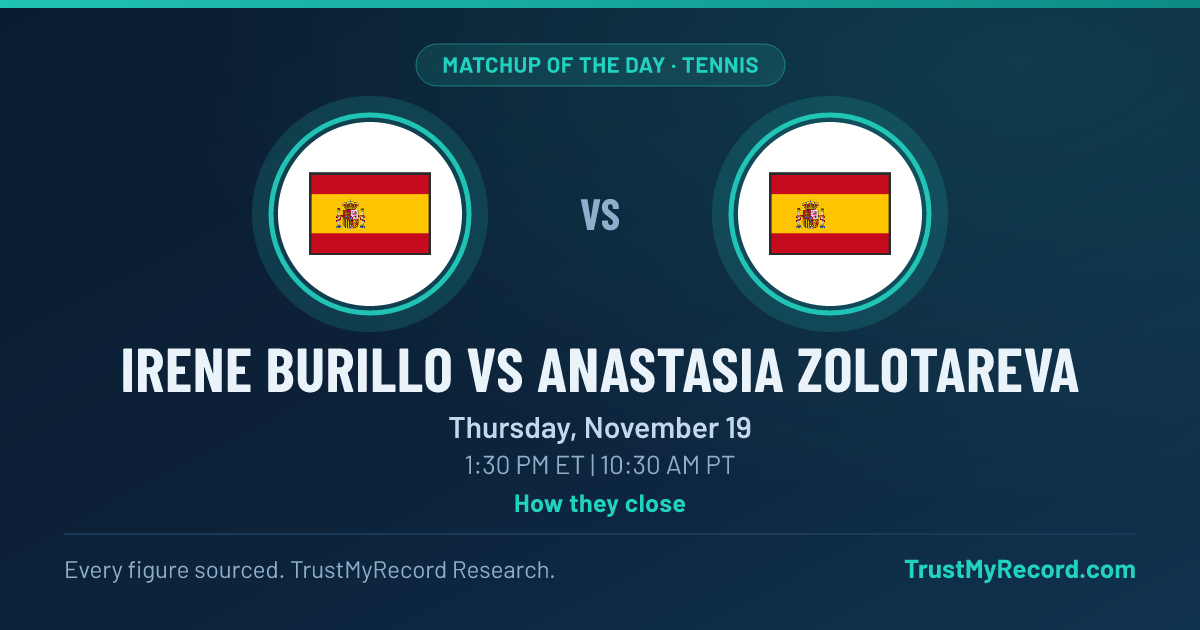 MATCHUP OF THE DAY · TENNIS
VS
IRENE BURILLO VS ANASTASIA ZOLOTAREVA
Thursday, November 19
1:30 PM ET | 10:30 AM PT
How they close
Every figure sourced. TrustMyRecord Research.
TrustMyRecord.com